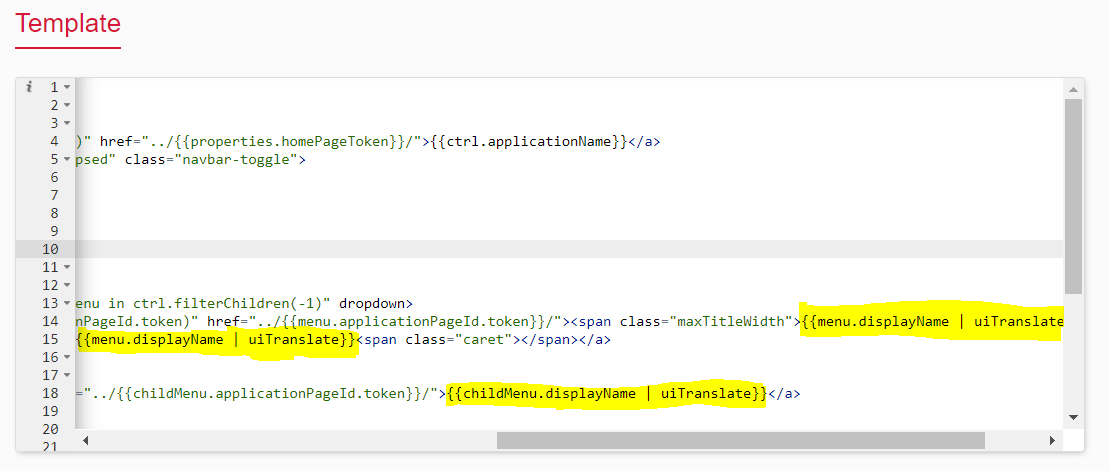 Template
i 1
2
3
4 )" href="../{{properties.homePageToken}}/">{{ctrl.applicationName}}</a>
5 psed" class="navbar-toggle">
6
7
8
9
10
11
12
13 enu in ctrl.filterChildren(-1)" dropdown>
14 nPageId.token)" href="../{{menu.applicationPageId.token}}/"><span class="maxTitleWidth">{{menu.displayName | uiTranslate
15 {{menu.displayName | uiTranslate}}<span class="caret"></span></a>
16
17
18 ="../{{childMenu.applicationPageId.token}}/">{{childMenu.displayName | uiTranslate}}</a>
19
20
21